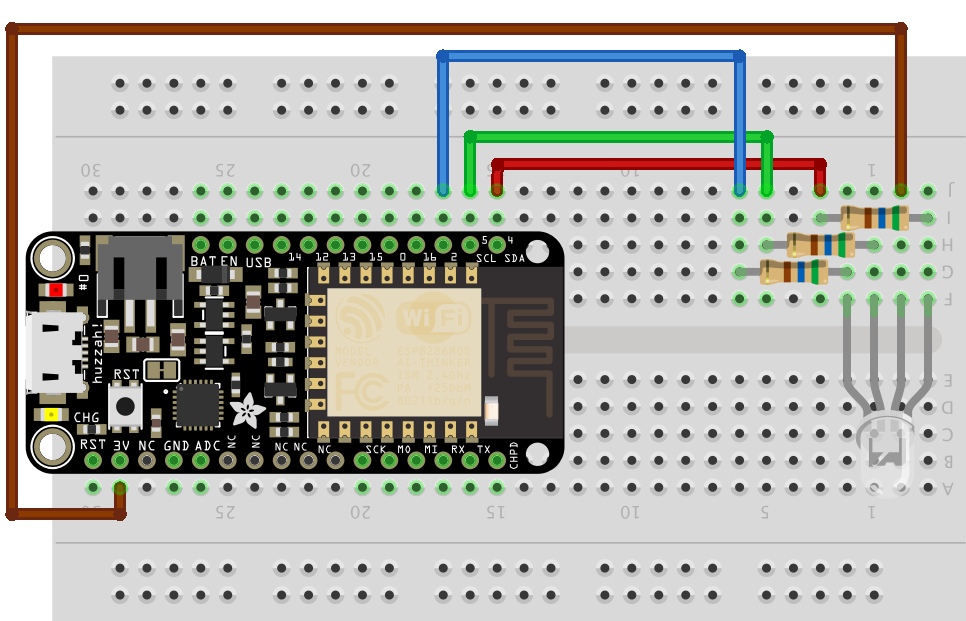 30 25 20 15 10 5 1
J
I
H
G
F
5 4
BAT EN USB 14 12 13 15 0 16 2 SCL SDA
#0
huzzah!
WiFi
FC
RST
CHG
RST 3V NC GND ADC NC NC NC NC NC SCK MO MI RX TX CHPD
E
D
C
B
A
30 25 20 15 10 5 1